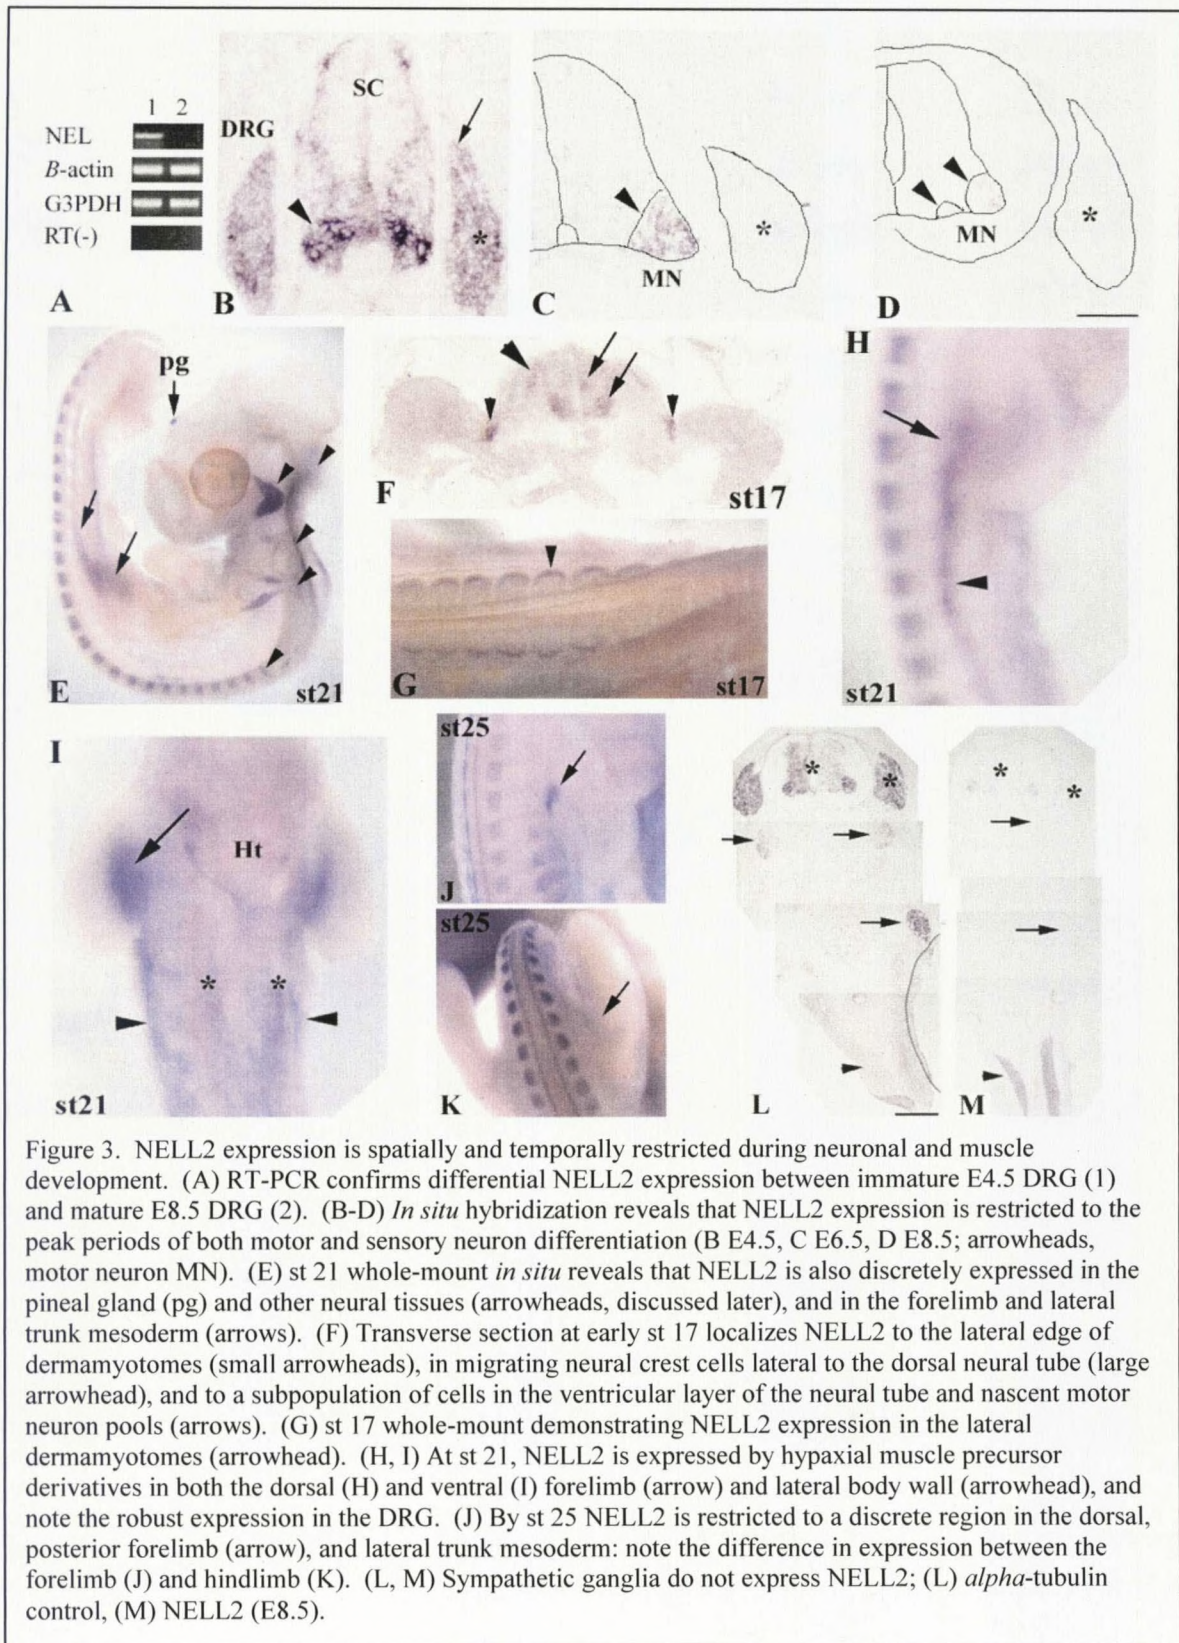 1 2
NEL
B-actin
G3PDH
RT(-)
A
SC
DRG
*
B
*
MN
C
*
MN
D
pg
E
st21
F
st17
G
st17
H
st21
I
Ht
* *
st21
st25
J
st25
K
* *
L
*
*
M
Figure 3. NELL2 expression is spatially and temporally restricted during neuronal and muscle
development. (A) RT-PCR confirms differential NELL2 expression between immature E4.5 DRG (1)
and mature E8.5 DRG (2). (B-D) In situ hybridization reveals that NELL2 expression is restricted to the
peak periods of both motor and sensory neuron differentiation (B E4.5, C E6.5, D E8.5; arrowheads,
motor neuron MN). (E) st 21 whole-mount in situ reveals that NELL2 is also discretely expressed in the
pineal gland (pg) and other neural tissues (arrowheads, discussed later), and in the forelimb and lateral
trunk mesoderm (arrows). (F) Transverse section at early st 17 localizes NELL2 to the lateral edge of
dermamyotomes (small arrowheads), in migrating neural crest cells lateral to the dorsal neural tube (large
arrowhead), and to a subpopulation of cells in the ventricular layer of the neural tube and nascent motor
neuron pools (arrows). (G) st 17 whole-mount demonstrating NELL2 expression in the lateral
dermamyotomes (arrowhead). (H, I) At st 21, NELL2 is expressed by hypaxial muscle precursor
derivatives in both the dorsal (H) and ventral (I) forelimb (arrow) and lateral body wall (arrowhead), and
note the robust expression in the DRG. (J) By st 25 NELL2 is restricted to a discrete region in the dorsal,
posterior forelimb (arrow), and lateral trunk mesoderm: note the difference in expression between the
forelimb (J) and hindlimb (K). (L, M) Sympathetic ganglia do not express NELL2; (L) alpha-tubulin
control, (M) NELL2 (E8.5).